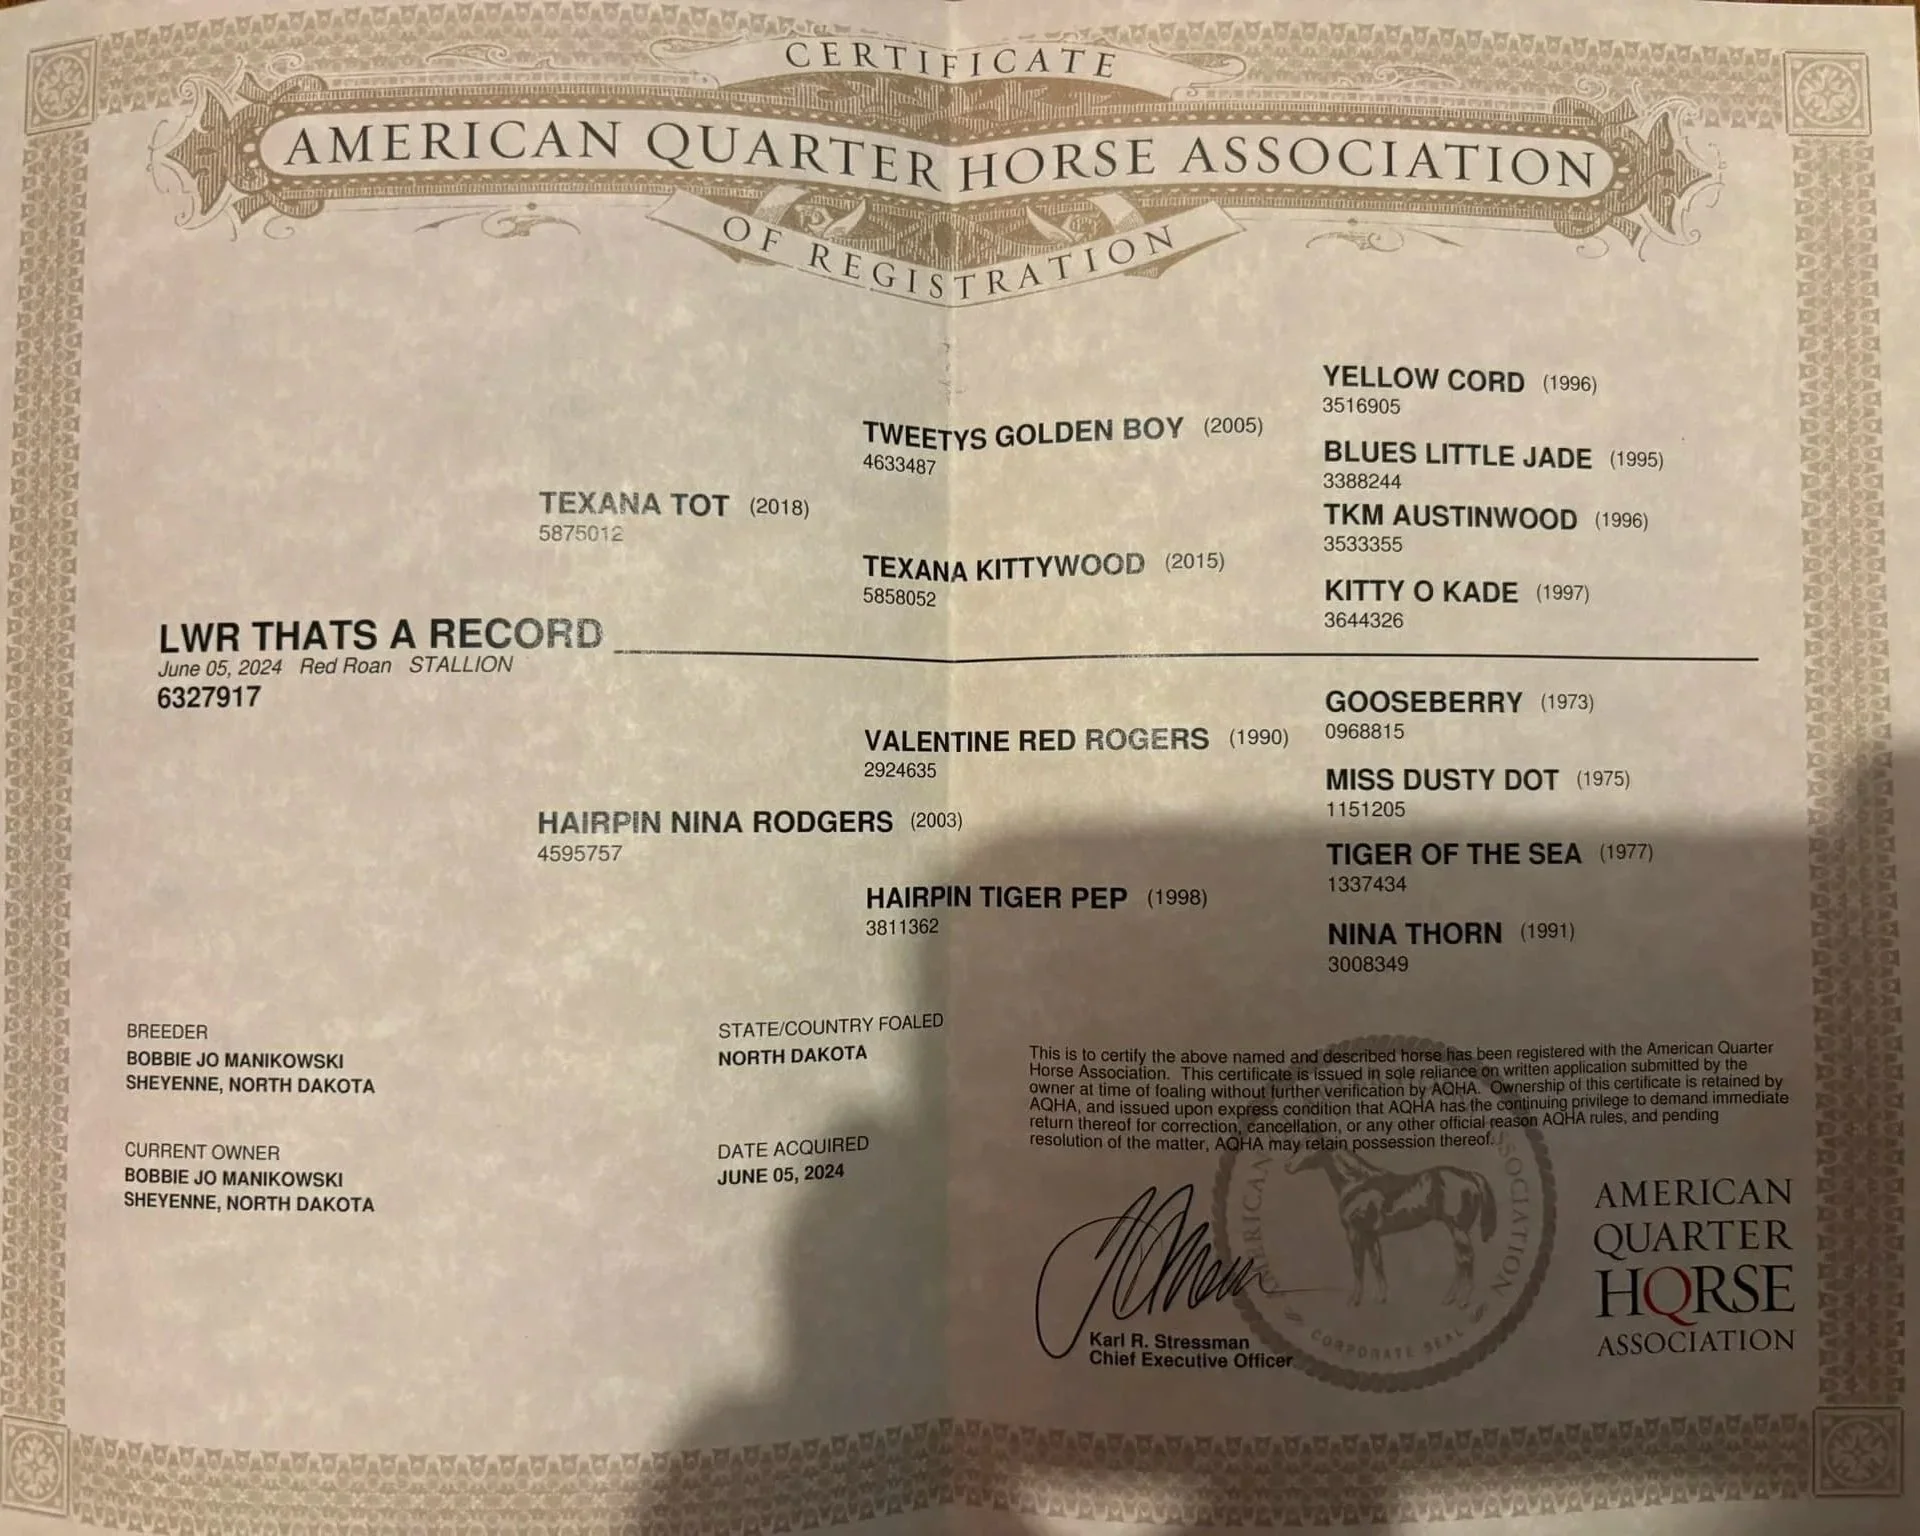 CERTIFICATE
AMERICAN QUARTER HORSE ASSOCIATION
OF REGISTRATION
YELLOW CORD (1996)
3516905
TWEETYS GOLDEN BOY (2005)
4633487
BLUES LITTLE JADE (1995)
3388244
TEXANA TOT (2018)
5875012
TKM AUSTINWOOD (1996)
3533355
TEXANA KITTYWOOD (2015)
5858052
KITTY O KADE (1997)
3644326
LWR THATS A RECORD
June 05, 2024 Red Roan STALLION
6327917
GOOSEBERRY (1973)
0968815
VALENTINE RED ROGERS (1990)
2924635
MISS DUSTY DOT (1975)
1151205
HAIRPIN NINA RODGERS (2003)
4595757
TIGER OF THE SEA (1977)
1337434
HAIRPIN TIGER PEP (1998)
3811362
NINA THORN (1991)
3008349
BREEDER
BOBBIE JO MANIKOWSKI
SHEYENNE, NORTH DAKOTA
STATE/COUNTRY FOALED
NORTH DAKOTA
CURRENT OWNER
BOBBIE JO MANIKOWSKI
SHEYENNE, NORTH DAKOTA
DATE ACQUIRED
JUNE 05, 2024
This is to certify the above named and described horse has been registered with the American Quarter
Horse Association. This certificate is issued in sole reliance on written application submitted by the
owner at time of foaling without further verification by AQHA. Ownership of this certificate is retained by
AQHA, and issued upon express condition that AQHA has the continuing privilege to demand immediate
return thereof for correction, cancellation, or any other official reason AQHA rules, and pending
resolution of the matter, AQHA may retain possession thereof.
Karl R. Stressman
Chief Executive Officer
CORPORATE SEAL
AMERICAN
QUARTER
HORSE
ASSOCIATION